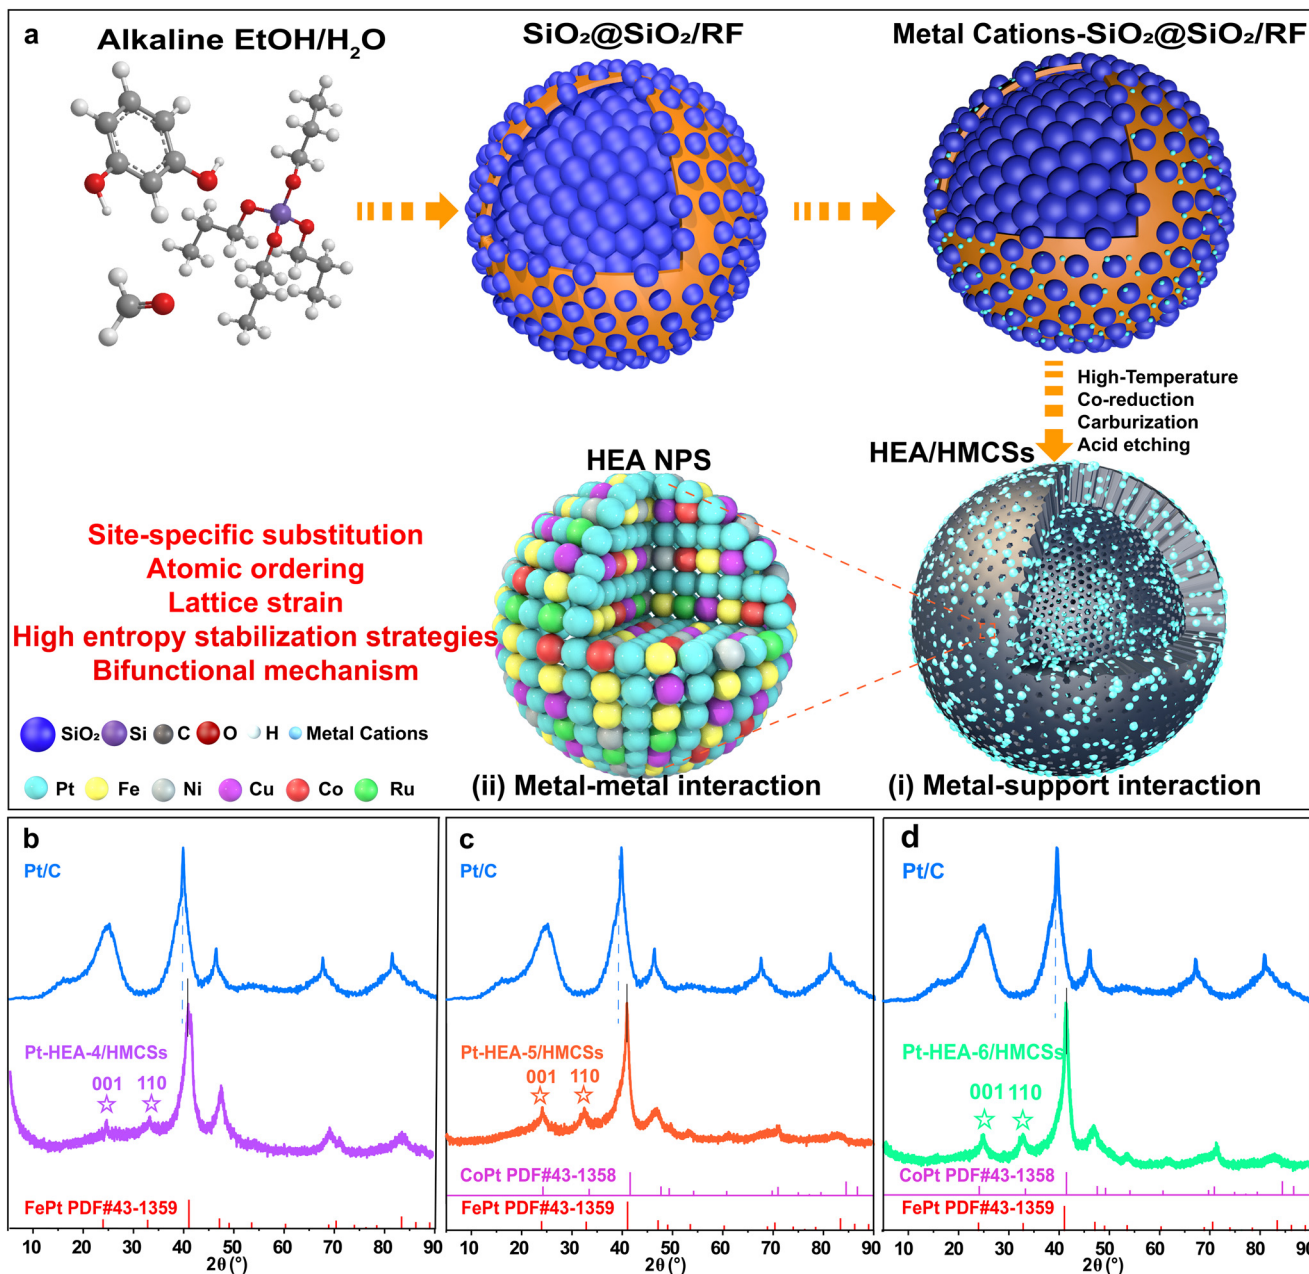 a
Alkaline EtOH/H₂O
SiO₂@SiO₂/RF
Metal Cations-SiO₂@SiO₂/RF
High-Temperature
Co-reduction
Carburization
Acid etching
HEA NPS
HEA/HMCSs
Site-specific substitution
Atomic ordering
Lattice strain
High entropy stabilization strategies
Bifunctional mechanism
SiO₂ Si C O H Metal Cations
Pt Fe Ni Cu Co Ru
(ii) Metal-metal interaction
(i) Metal-support interaction
b
Pt/C
Pt-HEA-4/HMCSs
001 110
FePt PDF#43-1359
10 20 30 40 50 60 70 80 90
2θ (°)
c
Pt/C
Pt-HEA-5/HMCSs
001 110
CoPt PDF#43-1358
FePt PDF#43-1359
10 20 30 40 50 60 70 80 90
2θ (°)
d
Pt/C
Pt-HEA-6/HMCSs
001 110
CoPt PDF#43-1358
FePt PDF#43-1359
10 20 30 40 50 60 70 80 90
2θ (°)